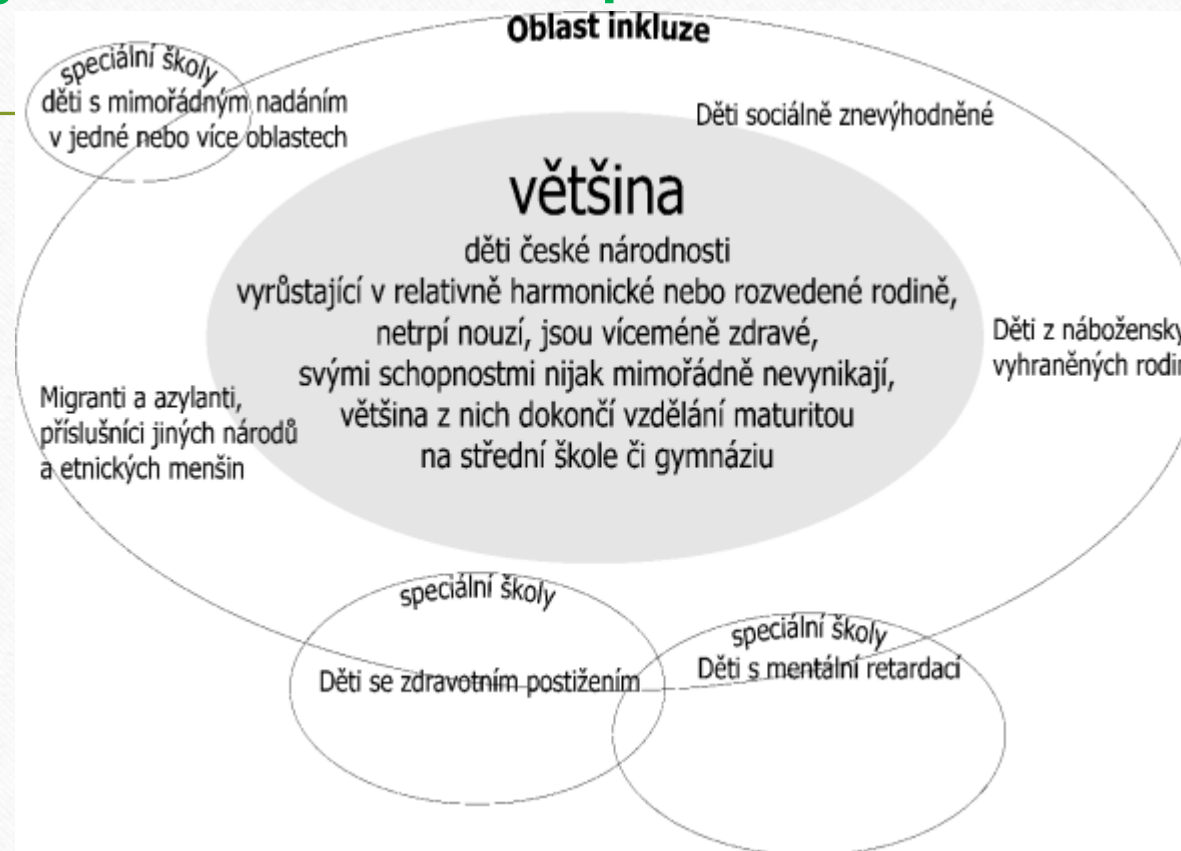 Oblast inkluze
speciální školy
děti s mimořádným nadáním
v jedné nebo více oblastech
Děti sociálně znevýhodněné
většina
děti české národnosti
vyrůstající v relativně harmonické nebo rozvedené rodině,
netrpí nouzí, jsou víceméně zdravé,
svými schopnostmi nijak mimořádně nevynikají,
většina z nich dokončí vzdělání maturitou
na střední škole či gymnáziu
Děti z nábožensky
vyhraněných
Migranti a azylanti,
příslušníci jiných národů
a etnických menšin
speciální školy
Děti se zdravotním postižením
speciální školy
Děti s mentální retardací